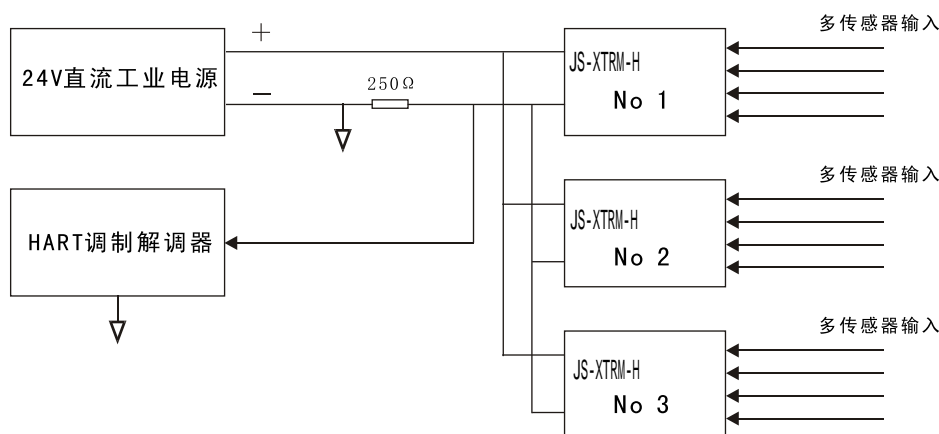 多传感器输入
+
24V直流工业电源
JS-XTRM-H
250Ω
−
No 1
多传感器输入
JS-XTRM-H
HART调制解调器
No 2
多传感器输入
JS-XTRM-H
No 3